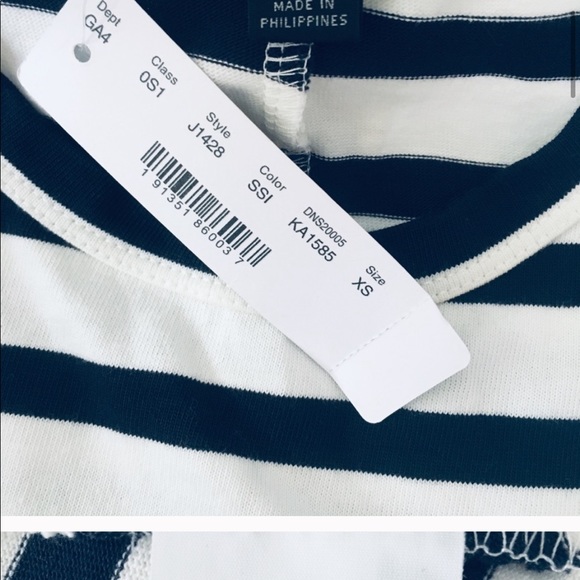 MADE IN
PHILIPPINES
Dept
GA4
Class
0S1
Style
J1428
Color
SSI
DNS20005
KA1585
Size
XS
1 91351 86003 7